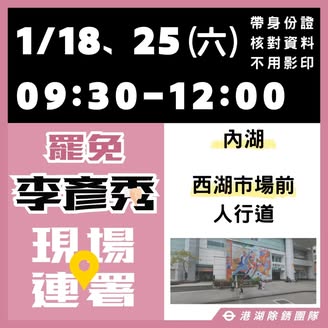 1/18、25(六)
帶身份證
核對資料
不用影印
09:30-12:00
罷免
李彥秀
現場
連署
內湖
西湖市場前
人行道
港湖除銹團隊